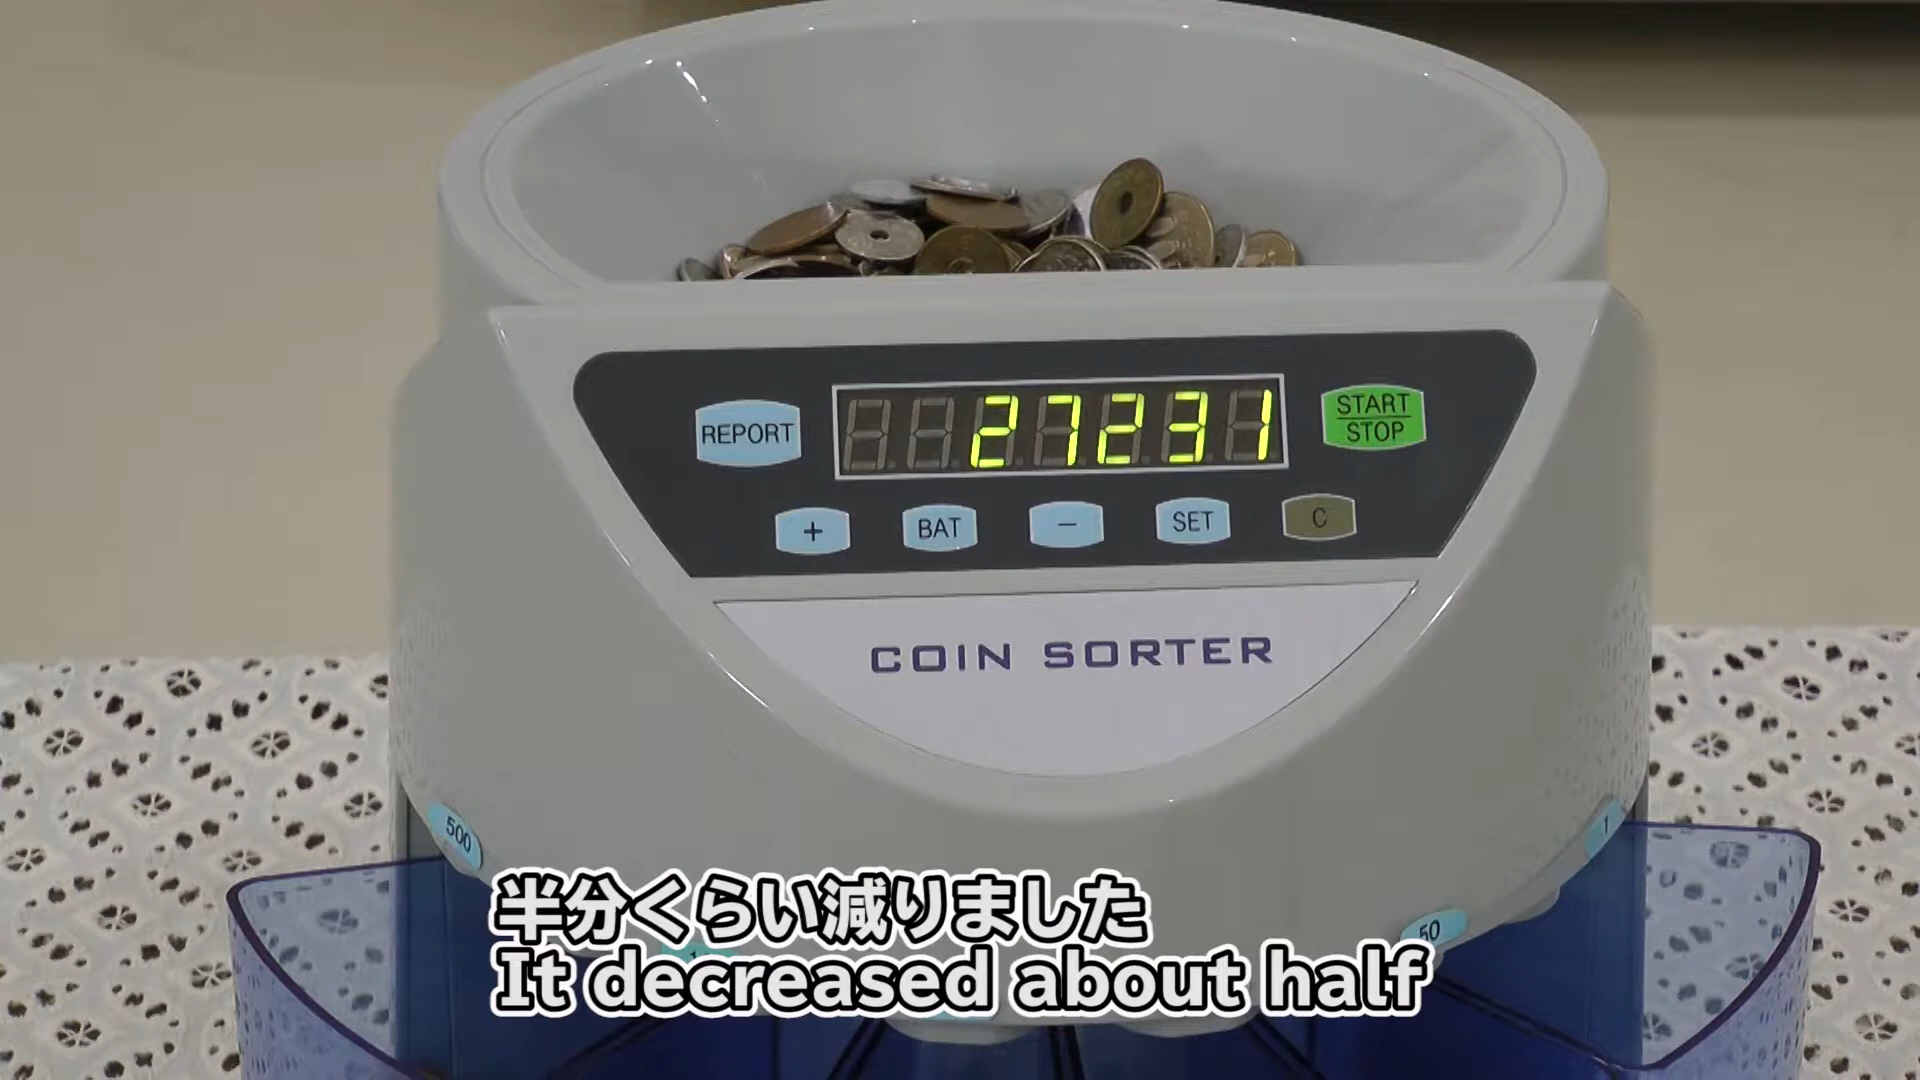 REPORT
27231
START
STOP
+
BAT
−
SET
C
COIN SORTER
500
1
50
半分くらい減りました
It decreased about half